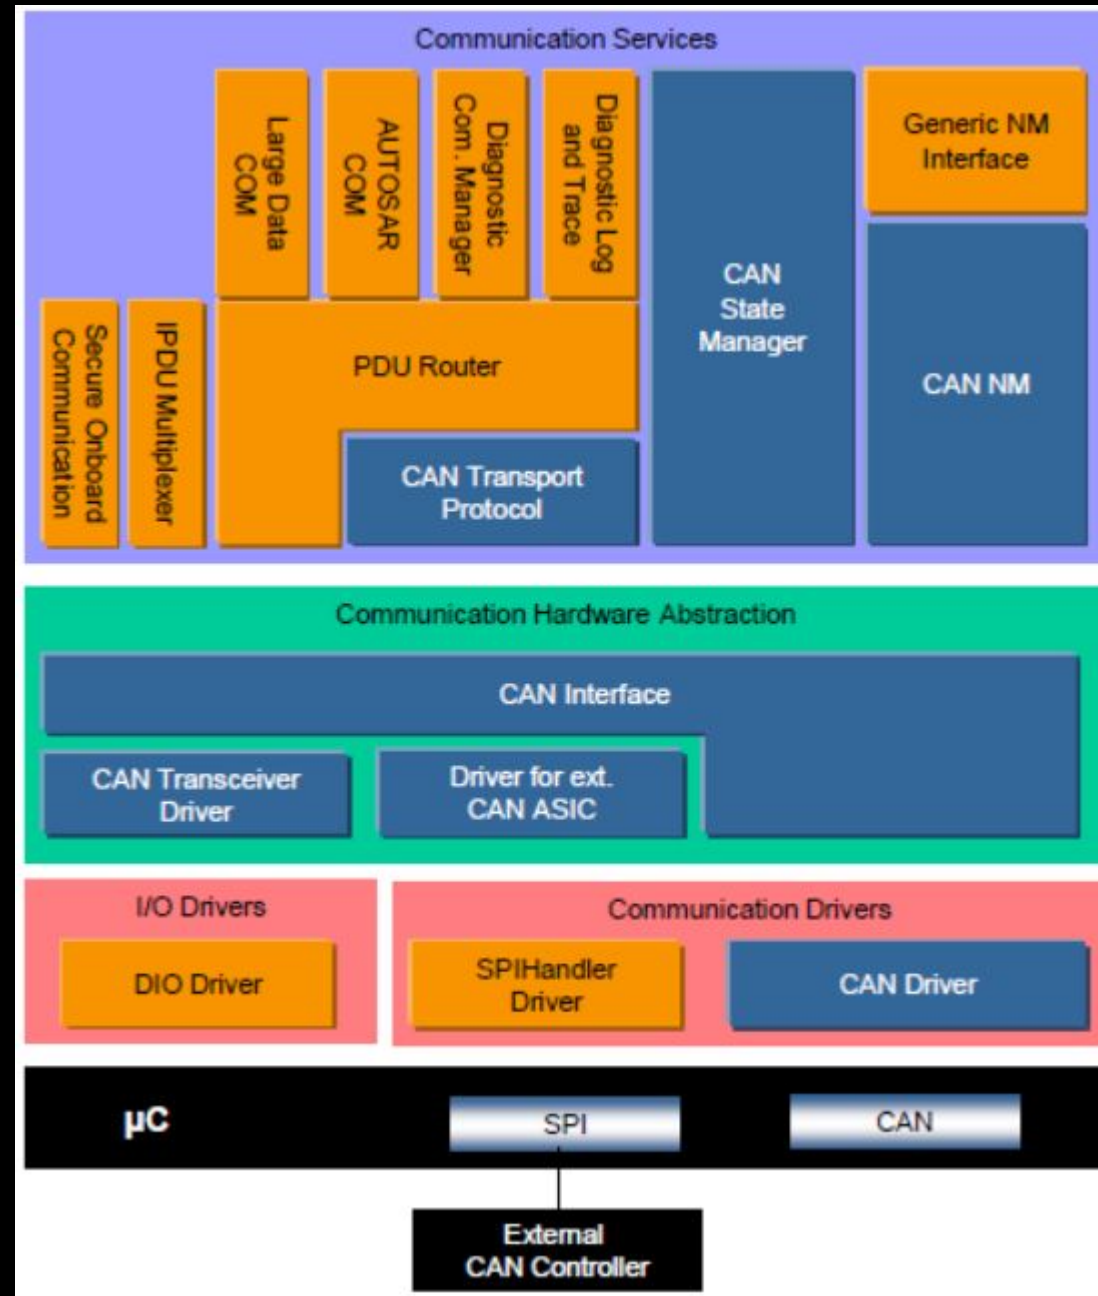 Communication Services
Large Data
COM
AUTOSAR
COM
Diagnostic
Com. Manager
Diagnostic Log
and Trace
CAN
State
Manager
Generic NM
Interface
Secure Onboard
Communication
IPDU Multiplexer
PDU Router
CAN NM
CAN Transport
Protocol
Communication Hardware Abstraction
CAN Interface
CAN Transceiver
Driver
Driver for ext.
CAN ASIC
I/O Drivers
Communication Drivers
DIO Driver
SPIHandler
Driver
CAN Driver
µC
SPI
CAN
External
CAN Controller